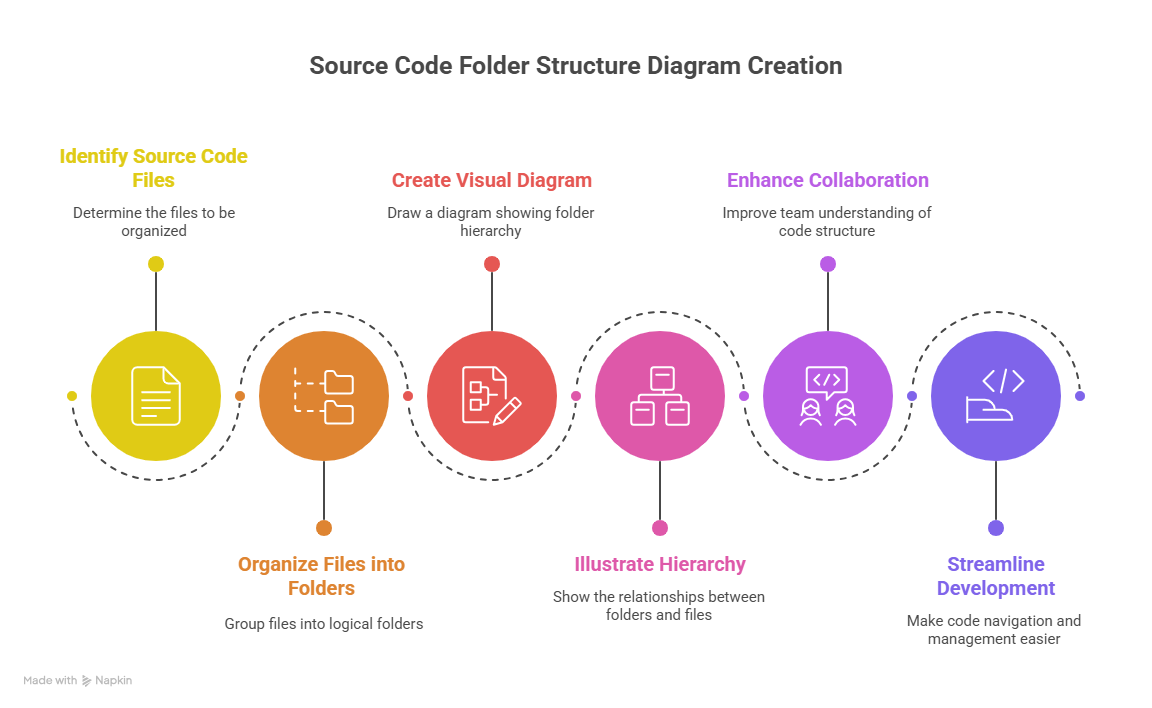 Source Code Folder Structure Diagram Creation
Identify Source Code
Files
Determine the files to be
organized
Create Visual Diagram
Draw a diagram showing folder
hierarchy
Enhance Collaboration
Improve team understanding of
code structure
Organize Files into
Folders
Group files into logical folders
Illustrate Hierarchy
Show the relationships between
folders and files
Streamline
Development
Make code navigation and
management easier
Made with Napkin